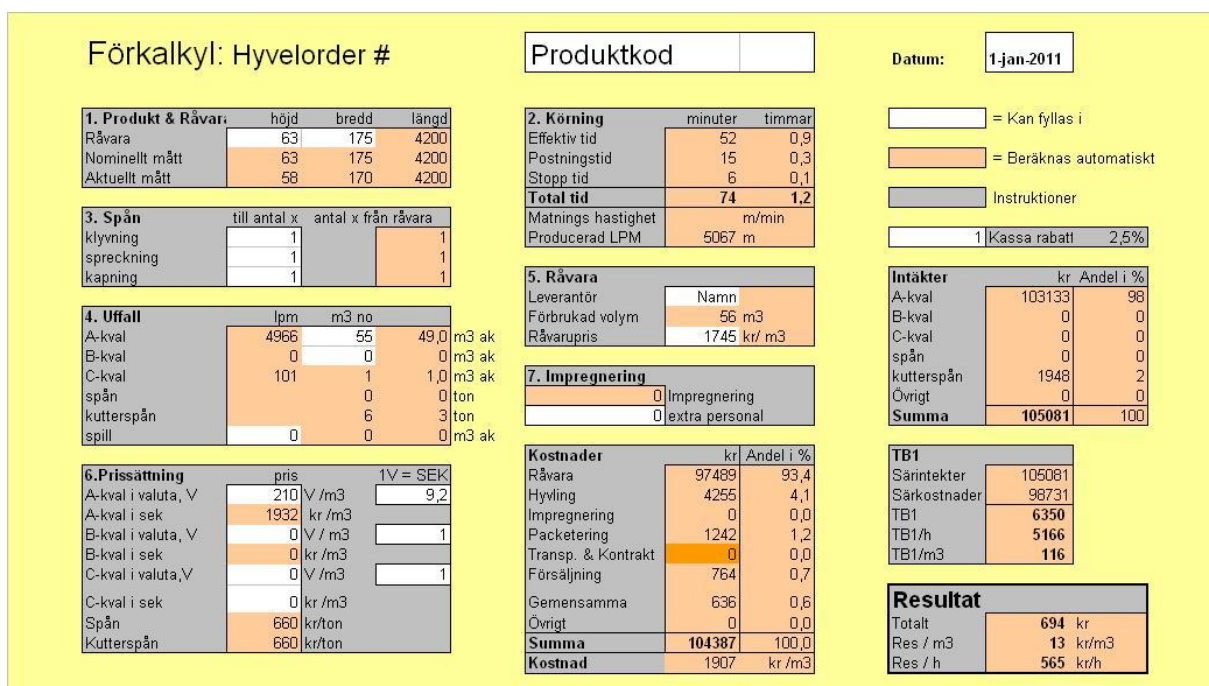 Förkalkyl: Hyvelorder #
Produktkod
Datum: 1-jan-2011
1. Produkt & Råvara höjd bredd längd
Råvara 63 175 4200
Nominellt mått 63 175 4200
Aktuellt mått 58 170 4200
2. Körning minuter timmar
Effektiv tid 52 0,9
Postningstid 15 0,3
Stopp tid 6 0,1
Total tid 74 1,2
Matnings hastighet m/min
Producerad LPM 5067 m
= Kan fyllas i
= Beräknas automatiskt
Instruktioner
1 Kassa rabatt 2,5%
3. Spån till antal x antal x från råvara
klyvning 1 1
spreckning 1 1
kapning 1 1
5. Råvara
Leverantör Namn
Förbrukad volym 56 m3
Råvarupris 1745 kr/ m3
Intäkter kr Andel i %
A-kval 103133 98
B-kval 0 0
C-kval 0 0
spån 0 0
kutterspån 1948 2
Övrigt 0 0
Summa 105081 100
4. Uffall lpm m3 no
A-kval 4966 55 49,0 m3 ak
B-kval 0 0 0 m3 ak
C-kval 101 1 1,0 m3 ak
spån 0 0 ton
kutterspån 6 3 ton
spill 0 0 0 m3 ak
7. Impregnering
0 Impregnering
0 extra personal
6.Prissättning pris 1V = SEK
A-kval i valuta, V 210 V /m3 9,2
A-kval i sek 1932 kr /m3
B-kval i valuta, V 0 V / m3 1
B-kval i sek 0 kr /m3
C-kval i valuta,V 0 V /m3 1
C-kval i sek 0 kr /m3
Spån 660 kr/ton
Kutterspån 660 kr/ton
Kostnader kr Andel i %
Råvara 97489 93,4
Hyvling 4255 4,1
Impregnering 0 0,0
Packetering 1242 1,2
Transp. & Kontrakt 0 0,0
Försäljning 764 0,7
Gemensamma 636 0,6
Övrigt 0 0,0
Summa 104387 100,0
Kostnad 1907 kr /m3
TB1
Särintekter 105081
Särkostnader 98731
TB1 6350
TB1/h 5166
TB1/m3 116
Resultat
Totalt 694 kr
Res / m3 13 kr/m3
Res / h 565 kr/h